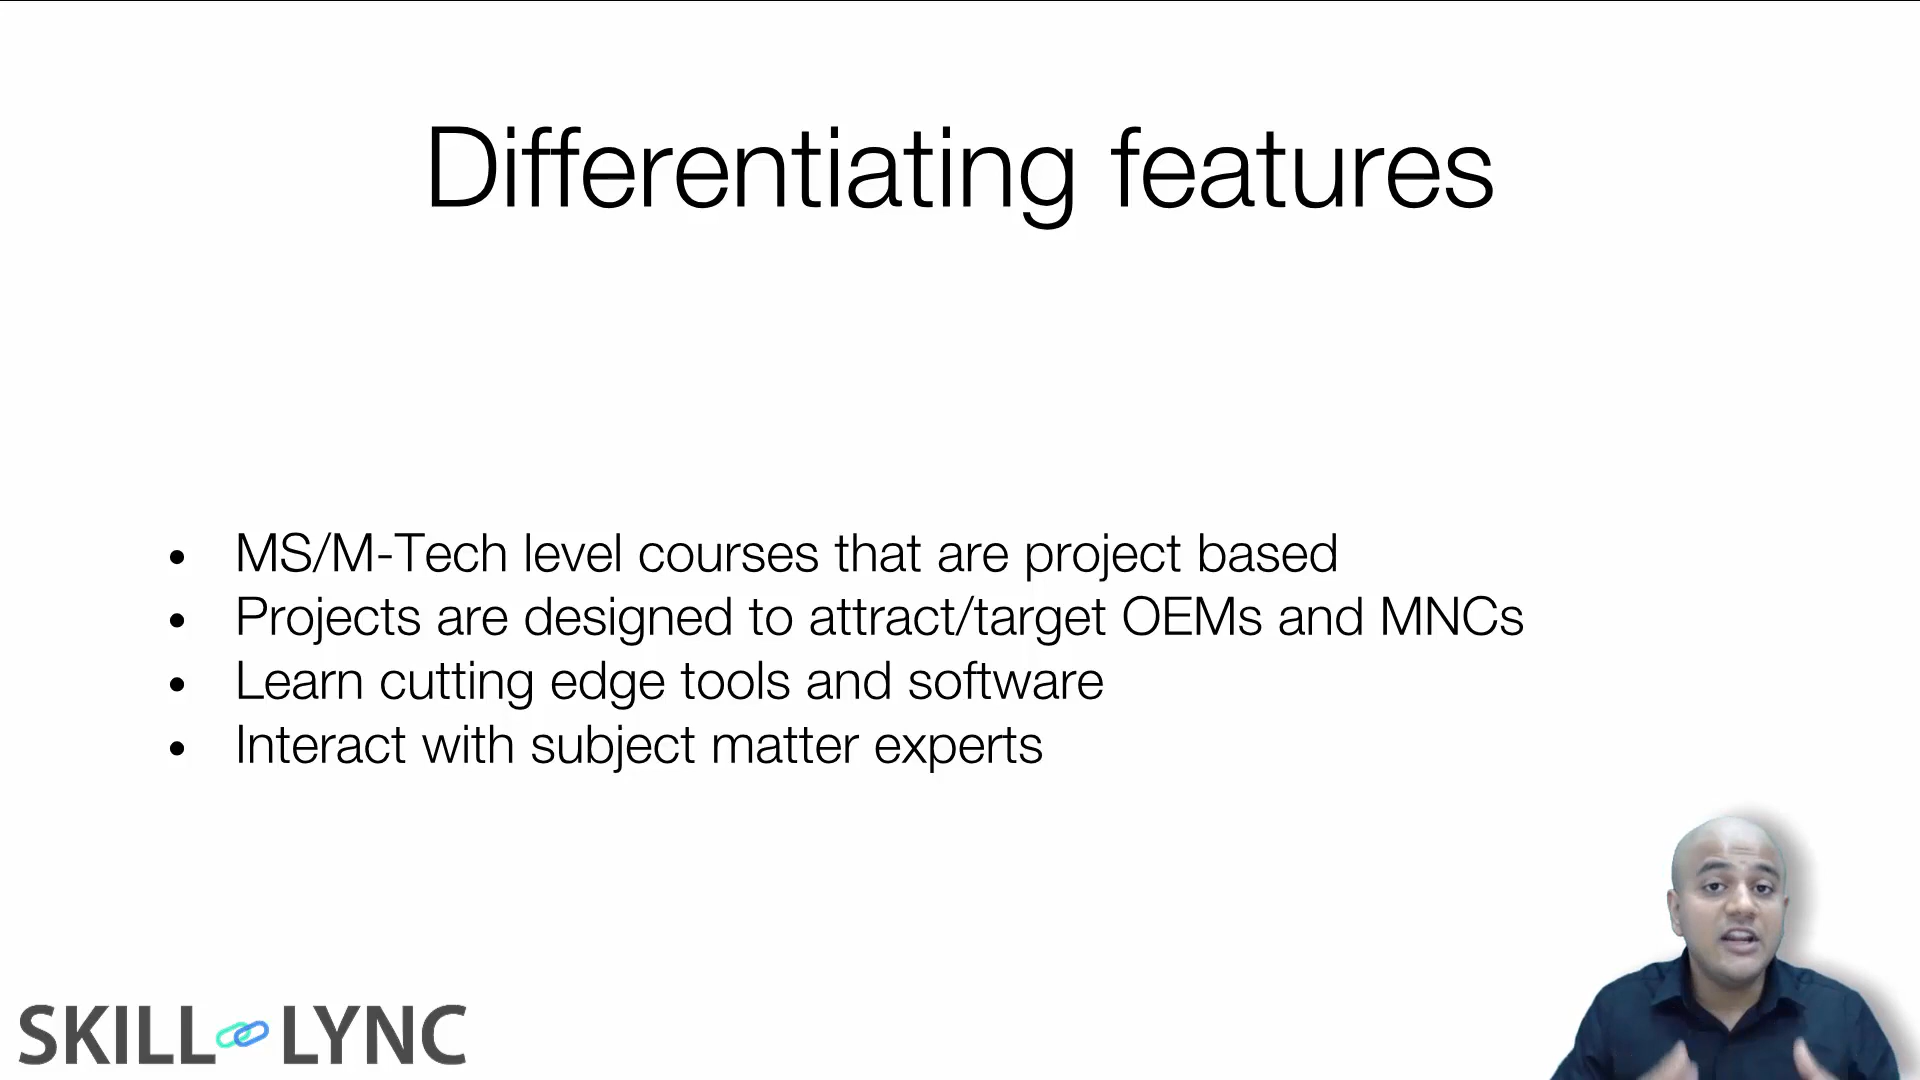 Differentiating features
• MS/M-Tech level courses that are project based
• Projects are designed to attract/target OEMs and MNCs
• Learn cutting edge tools and software
• Interact with subject matter experts
SKILL LYNC